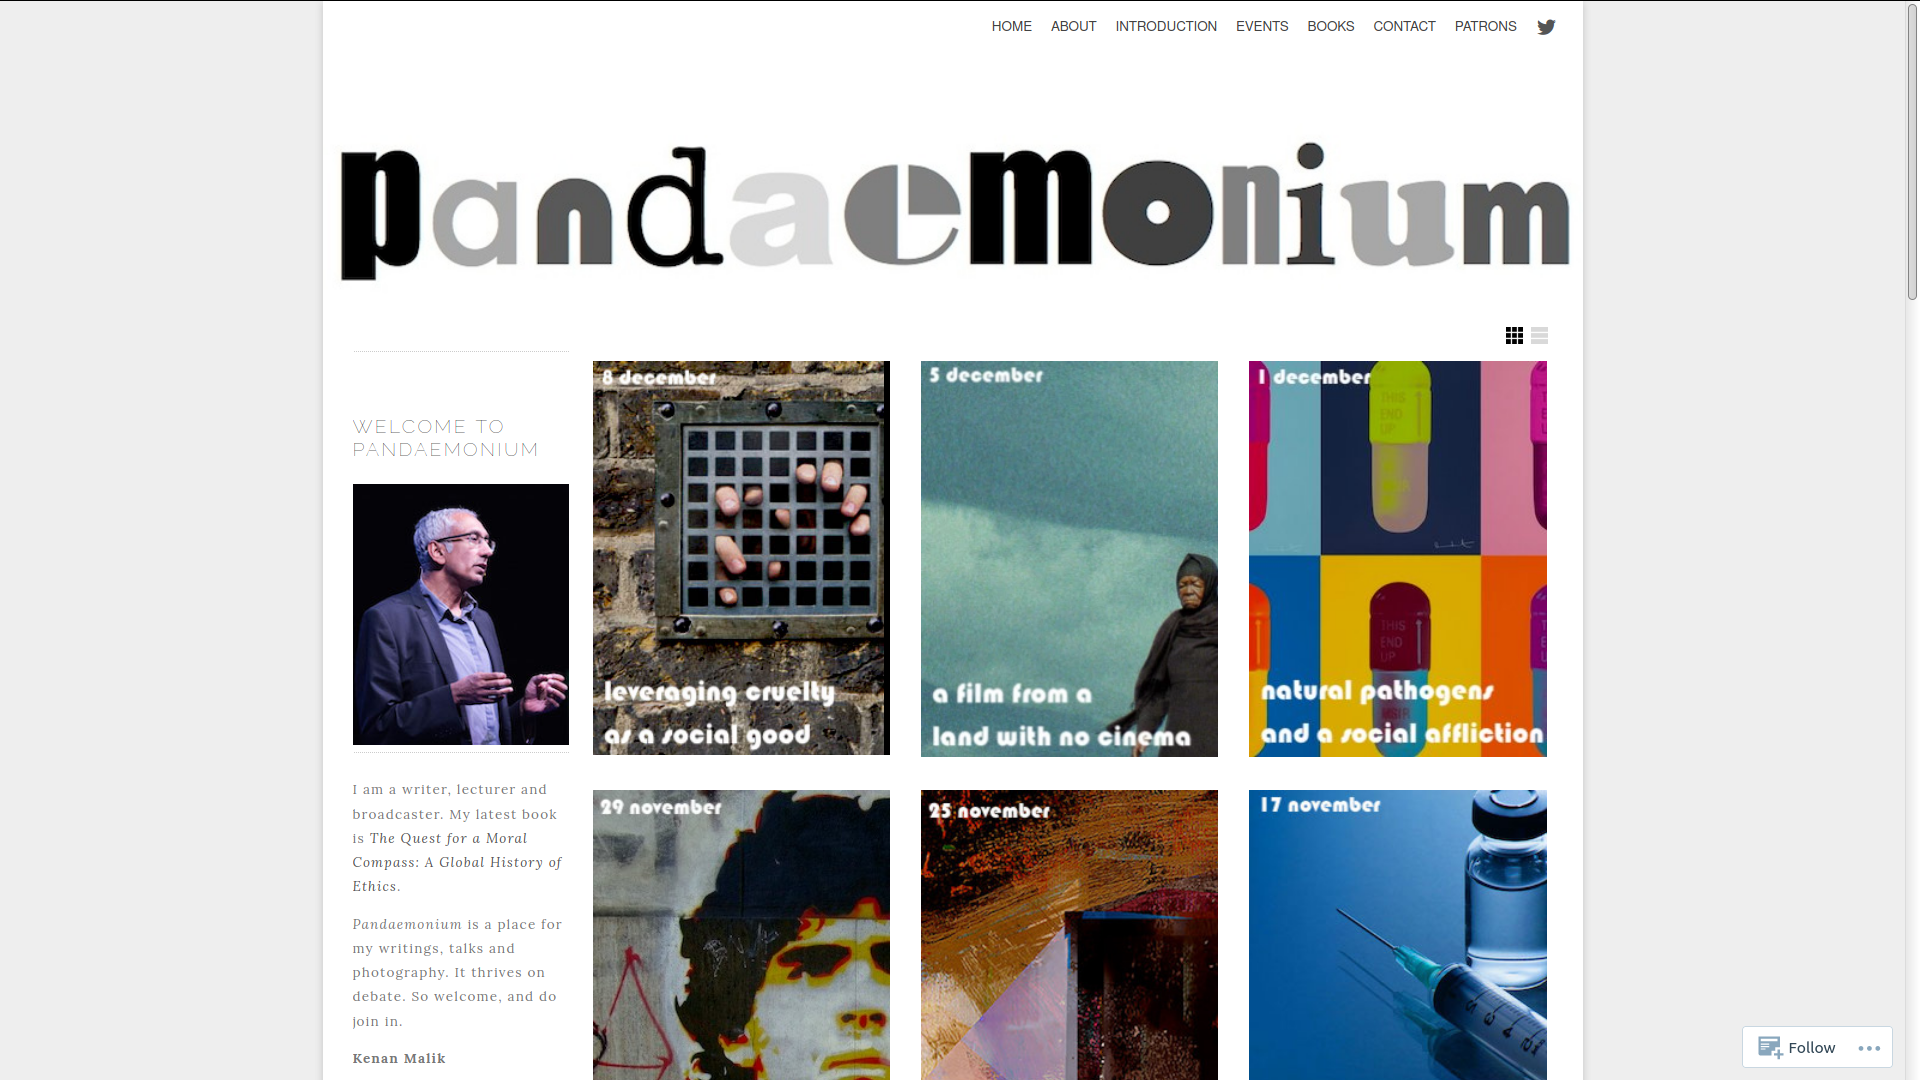 HOME ABOUT INTRODUCTION EVENTS BOOKS CONTACT PATRONS
pandaemonium
WELCOME TO
PANDAEMONIUM
I am a writer, lecturer and
broadcaster. My latest book
is The Quest for a Moral
Compass: A Global History of
Ethics.
Pandaemonium is a place for
my writings, talks and
photography. It thrives on
debate. So welcome, and do
join in.
Kenan Malik
8 december
leveraging cruelty
as a social good
5 december
a film from a
land with no cinema
1 december
THIS
END
UP
THIS
END
UP
natural pathogens
and a social affliction
29 november
25 november
17 november
Follow